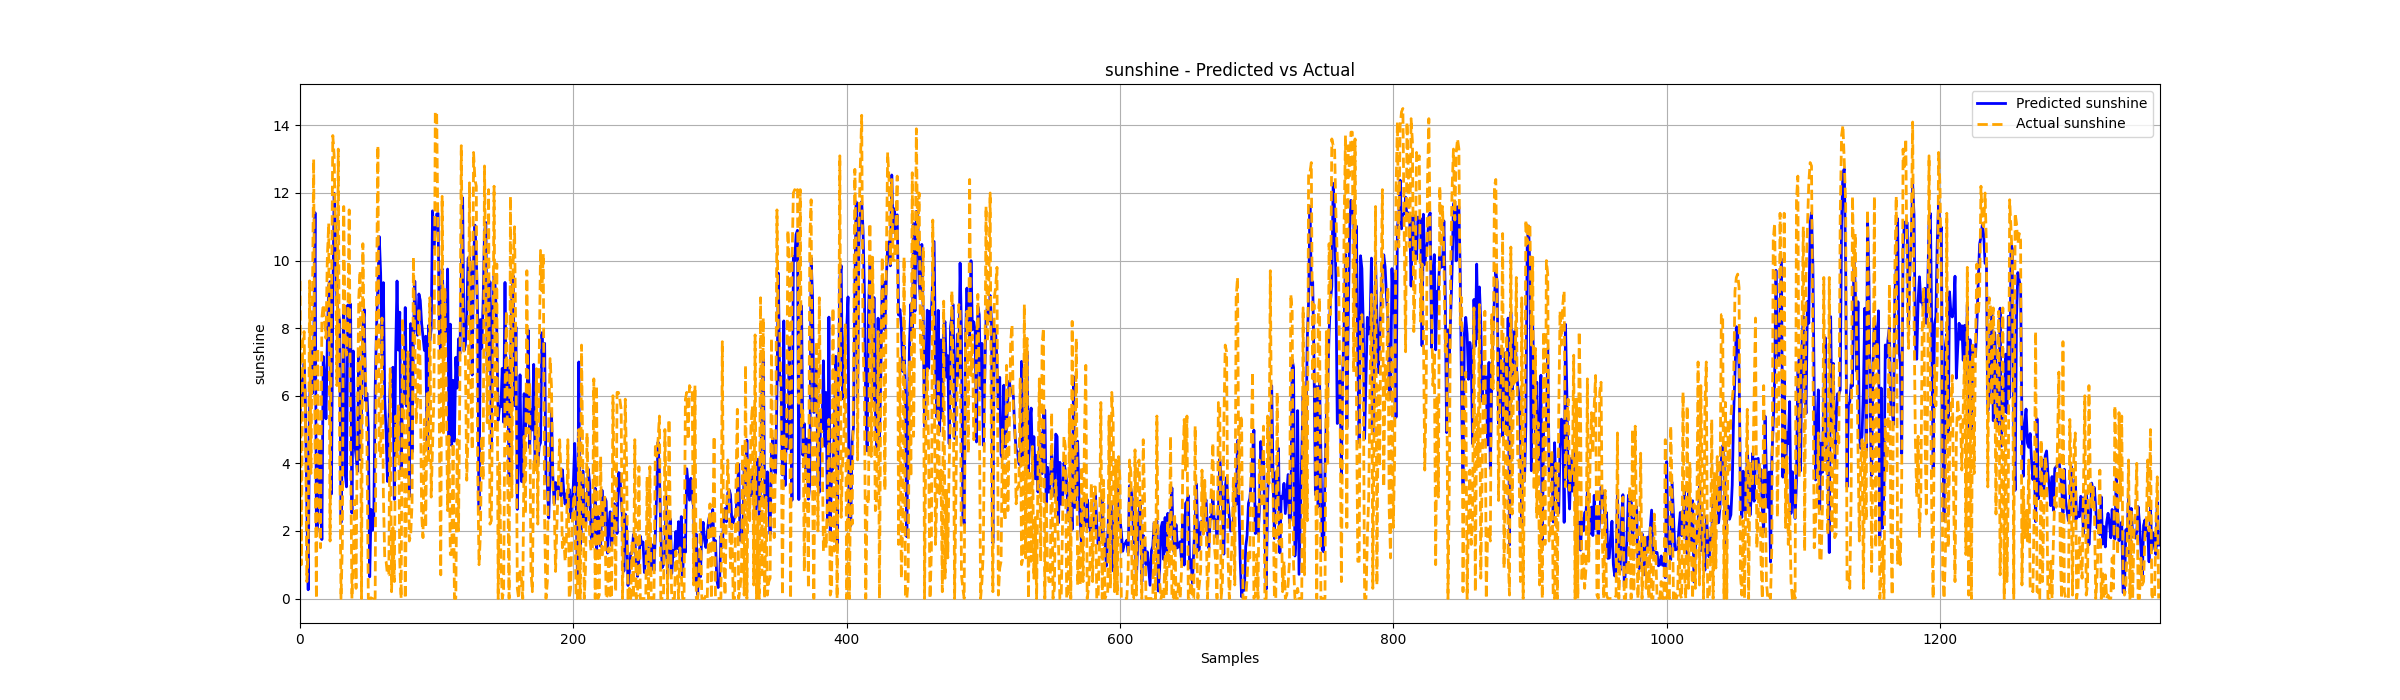 sunshine - Predicted vs Actual
Predicted sunshine
Actual sunshine
sunshine
14
12
10
8
6
4
2
0
0 200 400 600 800 1000 1200
Samples